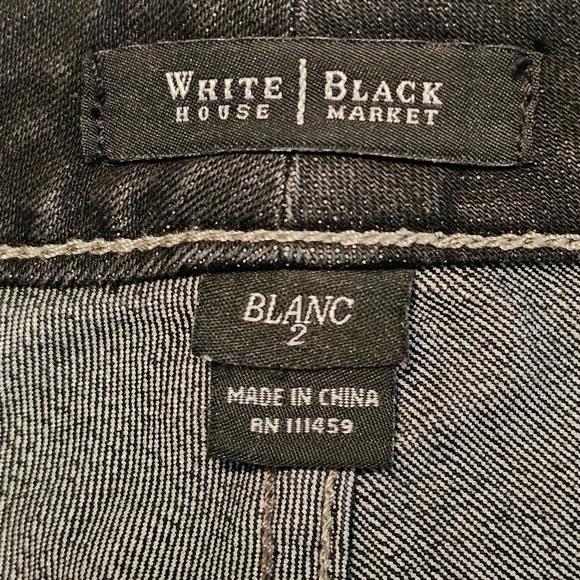 WHITE | BLACK
HOUSE | MARKET
BLANC
2
MADE IN CHINA
RN 111459